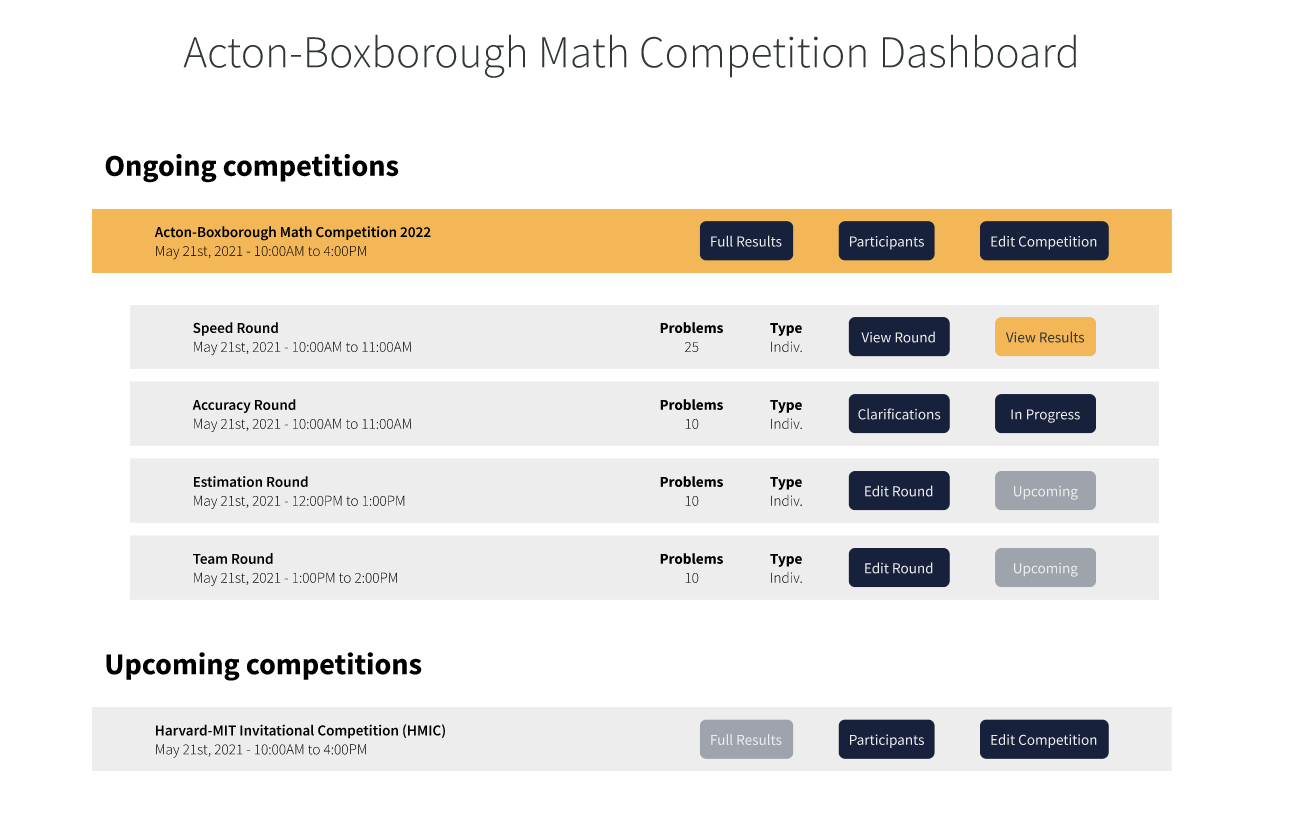 Acton-Boxborough Math Competition Dashboard
Ongoing competitions
Acton-Boxborough Math Competition 2022
May 21st, 2021 - 10:00AM to 4:00PM
Full Results
Participants
Edit Competition
Speed Round
May 21st, 2021 - 10:00AM to 11:00AM
Problems
25
Type
Indiv.
View Round
View Results
Accuracy Round
May 21st, 2021 - 10:00AM to 11:00AM
Problems
10
Type
Indiv.
Clarifications
In Progress
Estimation Round
May 21st, 2021 - 12:00PM to 1:00PM
Problems
10
Type
Indiv.
Edit Round
Upcoming
Team Round
May 21st, 2021 - 1:00PM to 2:00PM
Problems
10
Type
Indiv.
Edit Round
Upcoming
Upcoming competitions
Harvard-MIT Invitational Competition (HMIC)
May 21st, 2021 - 10:00AM to 4:00PM
Full Results
Participants
Edit Competition